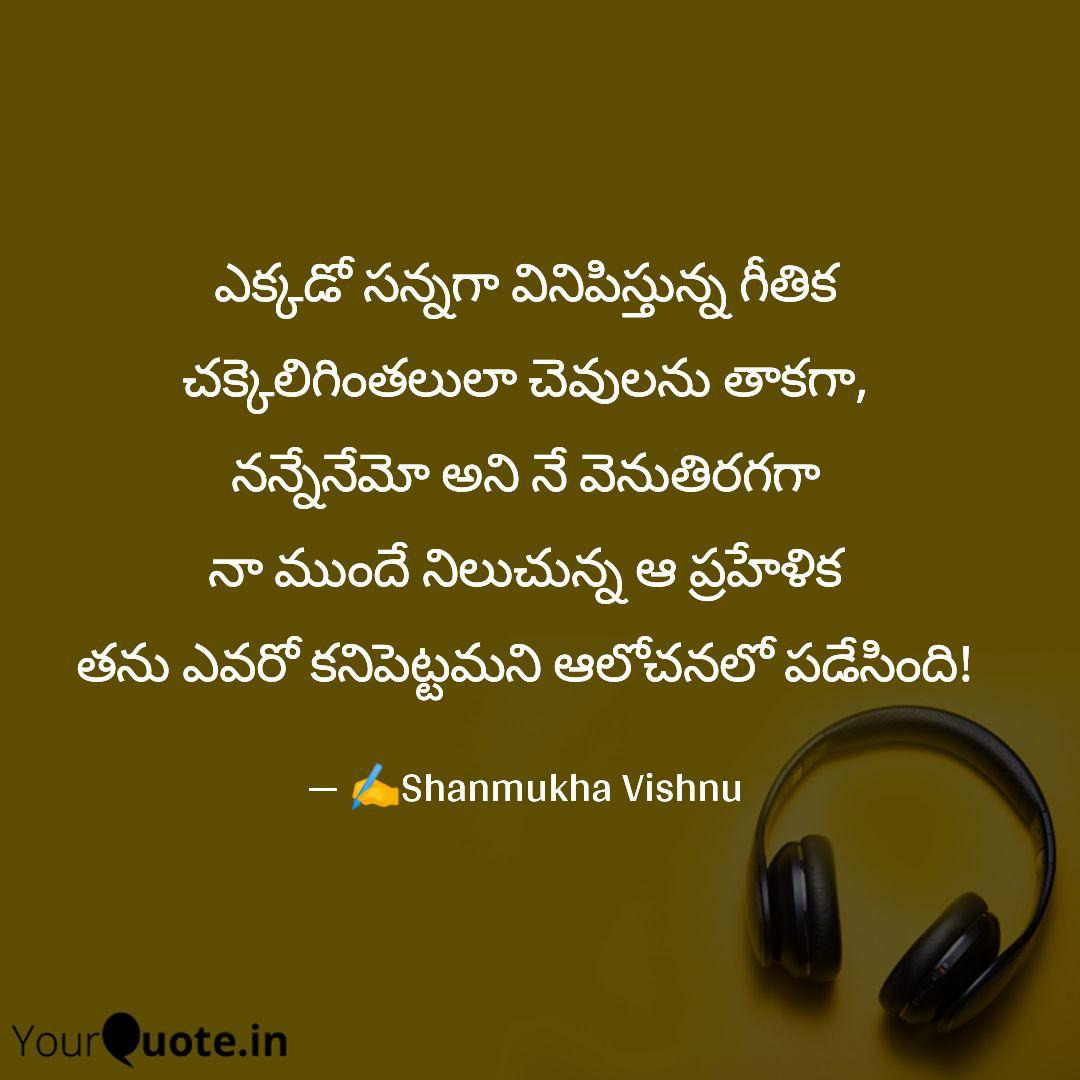 ఎక్కడో సన్నగా వినిపిస్తున్న గీతిక
చక్కెలిగింతలులా చెవులను తాకగా,
నన్నేనేమో అని నే వెనుతిరగగా
నా ముందే నిలుచున్న ఆ ప్రహేళిక
తను ఎవరో కనిపెట్టమని ఆలోచనలో పడేసింది!
— ✍️Shanmukha Vishnu
YourQuote.in